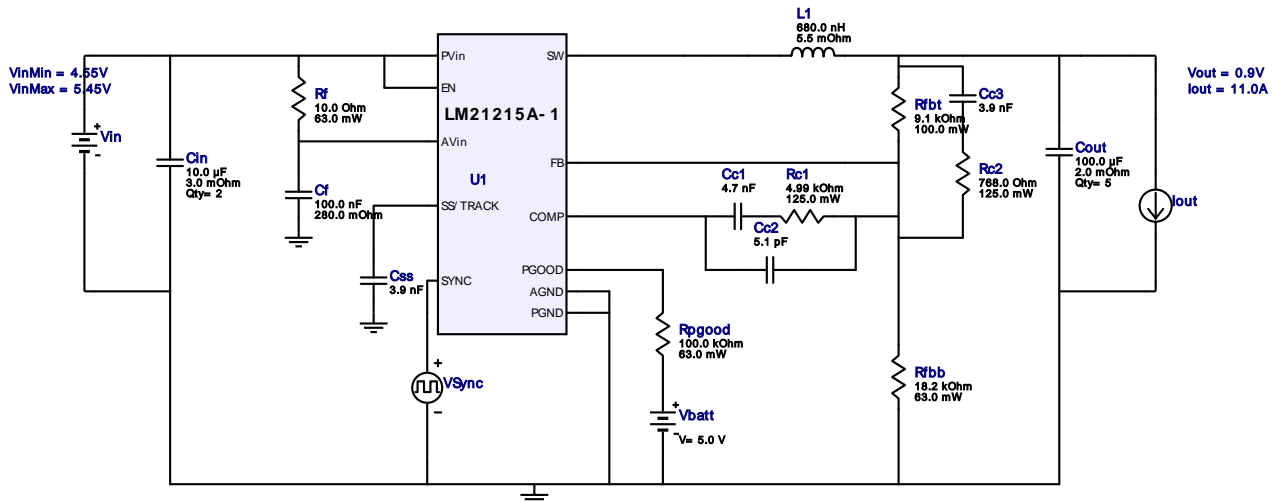 L1
680.0 nH
5.5 mOhm
PVin
SW
VinMin = 4.55V
VinMax = 5.45V
Vout = 0.9V
Iout = 11.0A
EN
Rf
10.0 Ohm
63.0 mW
LM21215A-1
Rfbt
9.1 kOhm
100.0 mW
Cc3
3.9 nF
Vin
+
-
AVin
Cin
10.0 µF
3.0 mOhm
Qty= 2
FB
Cout
100.0 µF
2.0 mOhm
Qty= 5
U1
Cc1
4.7 nF
Rc1
4.99 kOhm
125.0 mW
Rc2
768.0 Ohm
125.0 mW
Cf
100.0 nF
280.0 mOhm
SS/TRACK
COMP
Iout
Cc2
5.1 pF
Css
3.9 nF
SYNC
PGOOD
AGND
PGND
Rpgood
100.0 kOhm
63.0 mW
+
VSync
-
Rfbb
18.2 kOhm
63.0 mW
+
Vbatt
-
V= 5.0 V